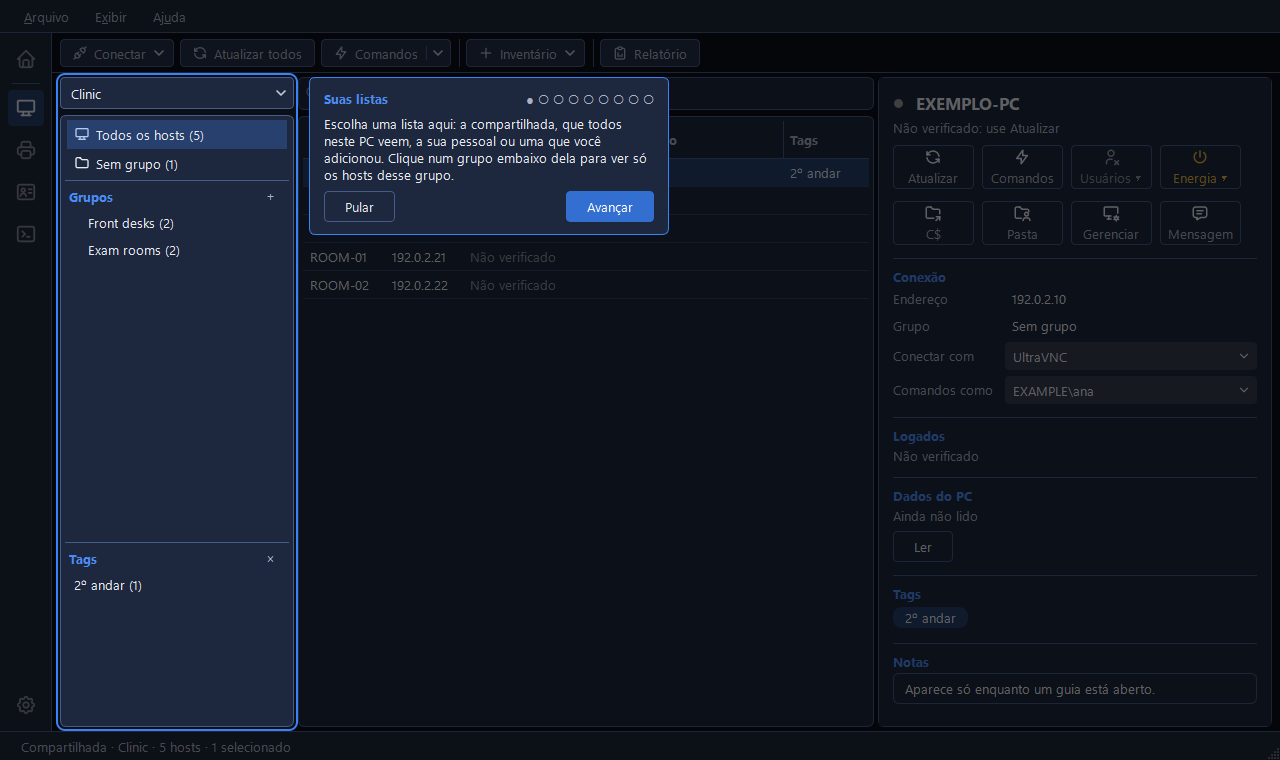 Arquivo
Exibir
Ajuda
Conectar
Atualizar todos
Comandos
Inventário
Relatório
Clinic
Todos os hosts (5)
Sem grupo (1)
Grupos
+
Front desks (2)
Exam rooms (2)
Tags
×
2º andar (1)
Suas listas
Escolha uma lista aqui: a compartilhada, que todos
neste PC veem, a sua pessoal ou uma que você
adicionou. Clique num grupo embaixo dela para ver só
os hosts desse grupo.
Pular
Avançar
Tags
2º andar
ROOM-01 192.0.2.21 Não verificado
ROOM-02 192.0.2.22 Não verificado
EXEMPLO-PC
Não verificado: use Atualizar
Atualizar
Comandos
Usuários
Energia
C$
Pasta
Gerenciar
Mensagem
Conexão
Endereço 192.0.2.10
Grupo Sem grupo
Conectar com UltraVNC
Comandos como EXAMPLE\ana
Logados
Não verificado
Dados do PC
Ainda não lido
Ler
Tags
2º andar
Notas
Aparece só enquanto um guia está aberto.
Compartilhada · Clinic · 5 hosts · 1 selecionado